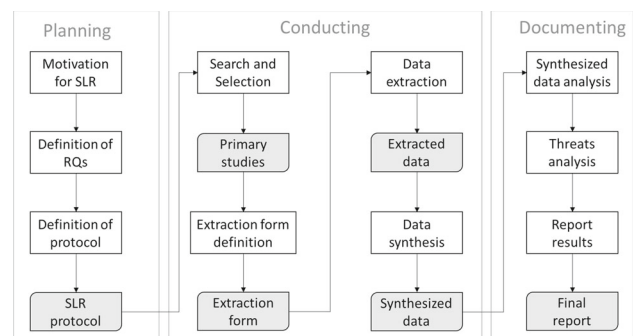 Planning
Motivation
for SLR
Definition of
RQs
Definition of
protocol
SLR
protocol
Conducting
Search and
Selection
Primary
studies
Extraction form
definition
Extraction
form
Data
extraction
Extracted
data
Data
synthesis
Synthesized
data
Documenting
Synthesized
data analysis
Threats
analysis
Report
results
Final
report